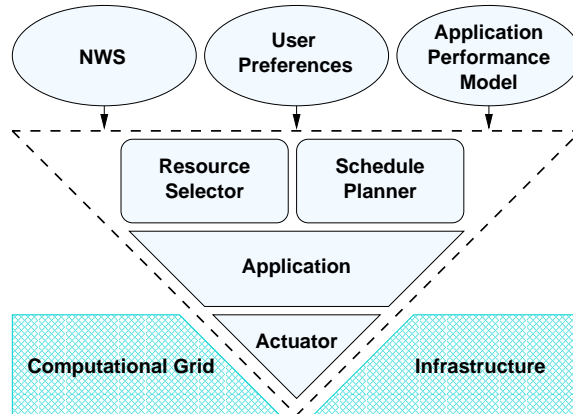 NWS
User
Preferences
Application
Performance
Model
Resource
Selector
Schedule
Planner
Application
Actuator
Computational Grid
Infrastructure